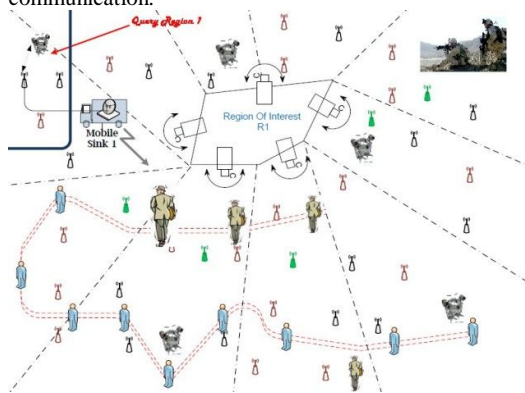 communication.
Query Region 1
Region Of Interest
R1
Mobile
Sink 1